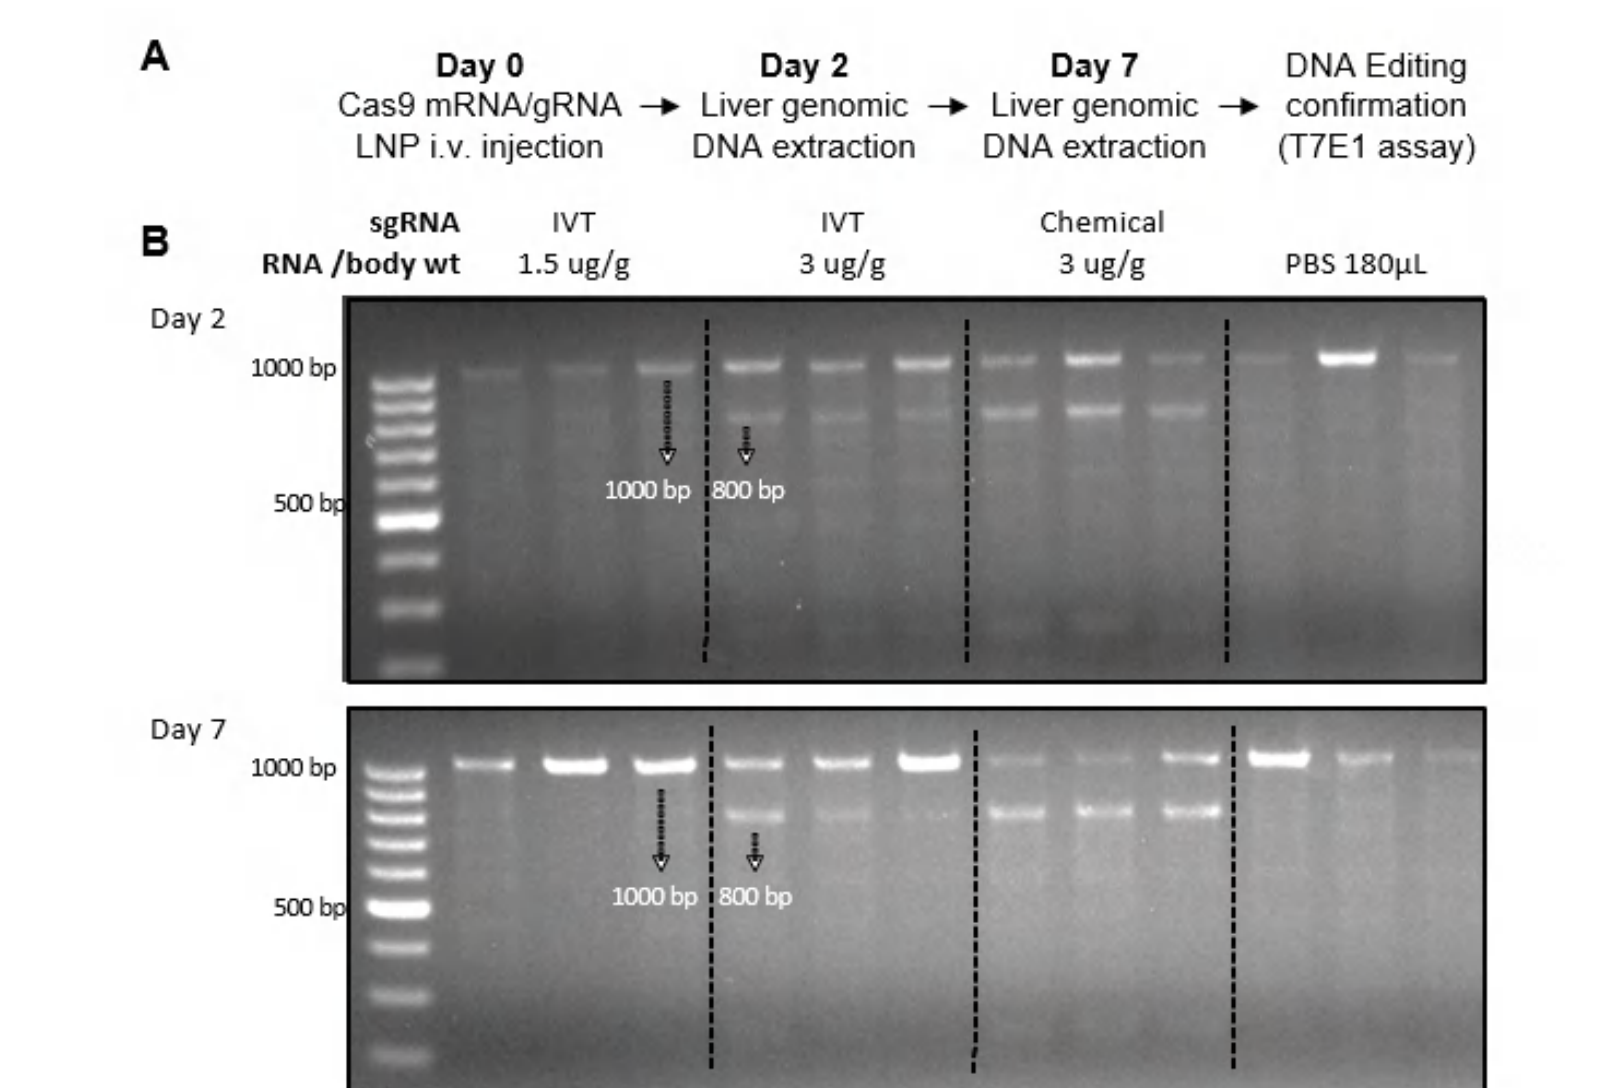 A
Day 0
Cas9 mRNA/gRNA
LNP i.v. injection
Day 2
Liver genomic
DNA extraction
Day 7
Liver genomic
DNA extraction
DNA Editing
confirmation
(T7E1 assay)
B
sgRNA IVT IVT Chemical
RNA /body wt 1.5 ug/g 3 ug/g 3 ug/g PBS 180µL
Day 2
1000 bp
500 bp
1000 bp 800 bp
Day 7
1000 bp
1000 bp 800 bp
500 bp